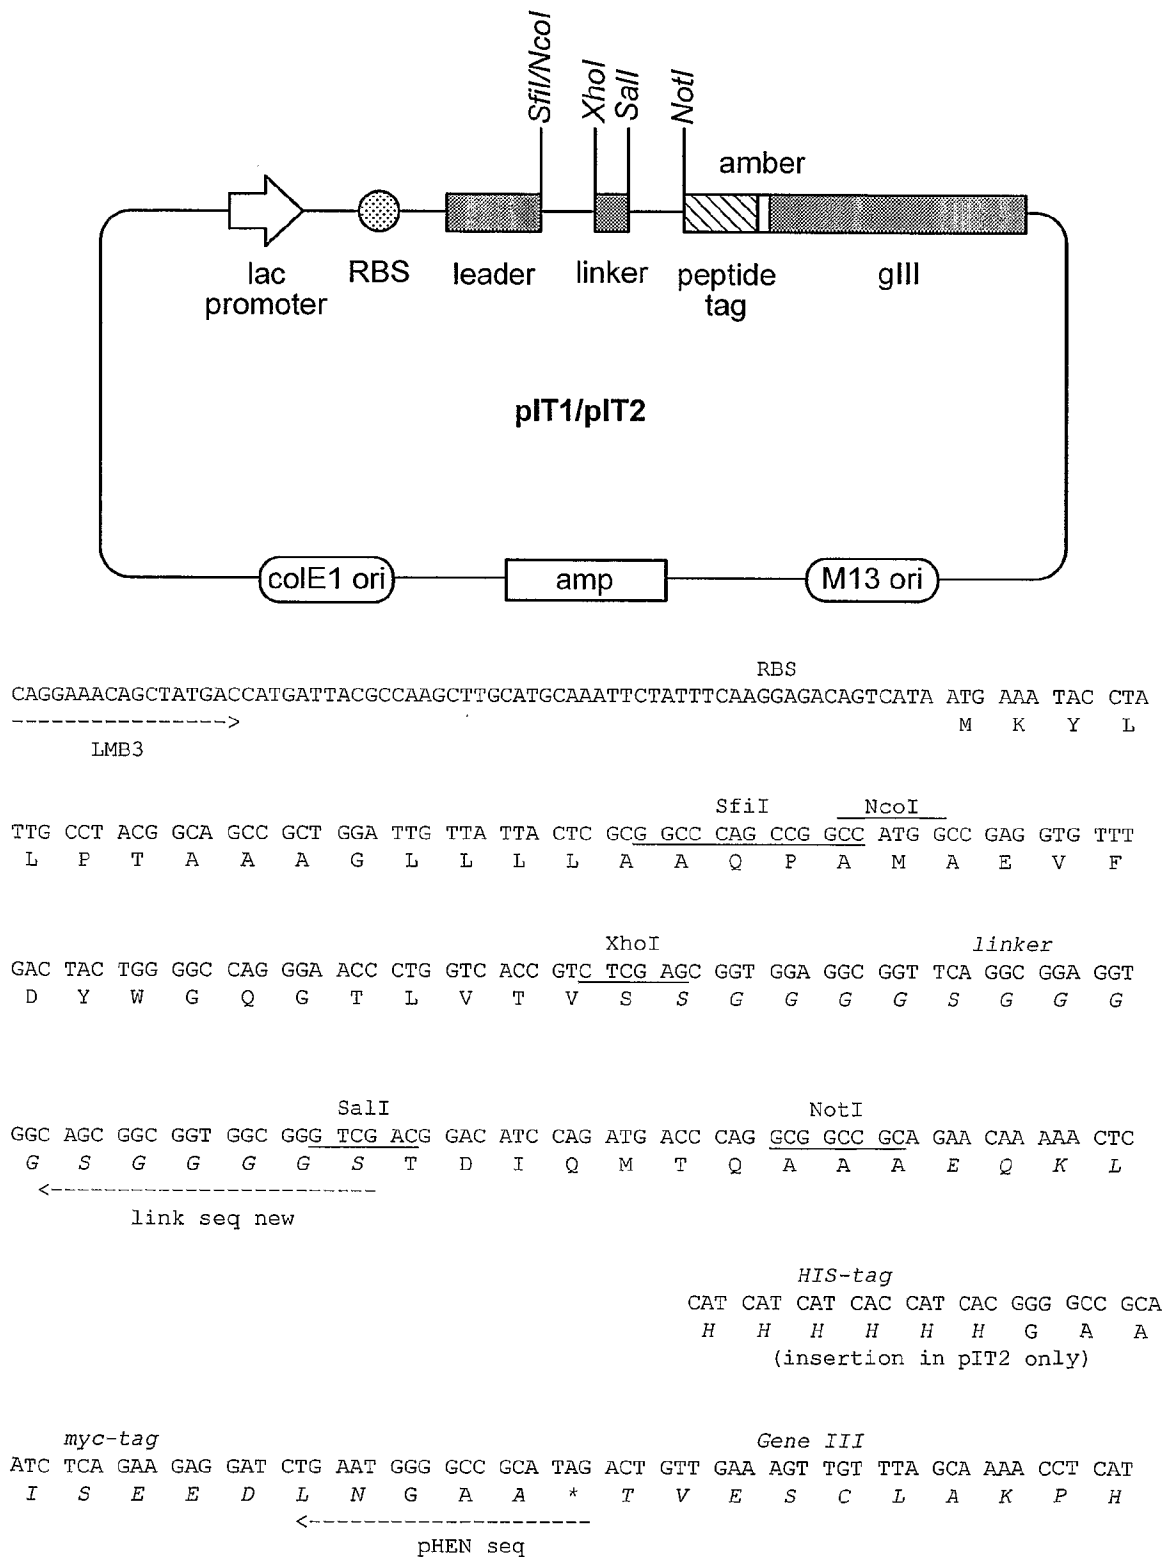 SfiI/NcoI
XhoI
SalI
NotI
amber
lac
promoter
RBS
leader
linker
peptide
tag
gIII
pIT1/pIT2
colE1 ori
amp
M13 ori
RBS
CAGGAAACAGCTATGACCATGATTACGCCAAGCTTGCATGCAAATTCTATTTCAAGGAGACAGTCATA ATG AAA TAC CTA
M K Y L
---------------->
LMB3
SfiI NcoI
TTG CCT ACG GCA GCC GCT GGA TTG TTA TTA CTC GCG GCC CAG CCG GCC ATG GCC GAG GTG TTT
L P T A A A G L L L L A A Q P A M A E V F
XhoI linker
GAC TAC TGG GGC CAG GGA ACC CTG GTC ACC GTC TCG AGC GGT GGA GGC GGT TCA GGC GGA GGT
D Y W G Q G T L V T V S S G G G G S G G G
SalI NotI
GGC AGC GGC GGT GGC GGG TCG ACG GAC ATC CAG ATG ACC CAG GCG GCC GCA GAA CAA AAA CTC
G S G G G G S T D I Q M T Q A A A E Q K L
<------------------------
link seq new
HIS-tag
CAT CAT CAT CAC CAT CAC GGG GCC GCA
H H H H H H G A A
(insertion in pIT2 only)
myc-tag Gene III
ATC TCA GAA GAG GAT CTG AAT GGG GCC GCA TAG ACT GTT GAA AGT TGT TTA GCA AAA CCT CAT
I S E E D L N G A A * T V E S C L A K P H
<---------------------
pHEN seq